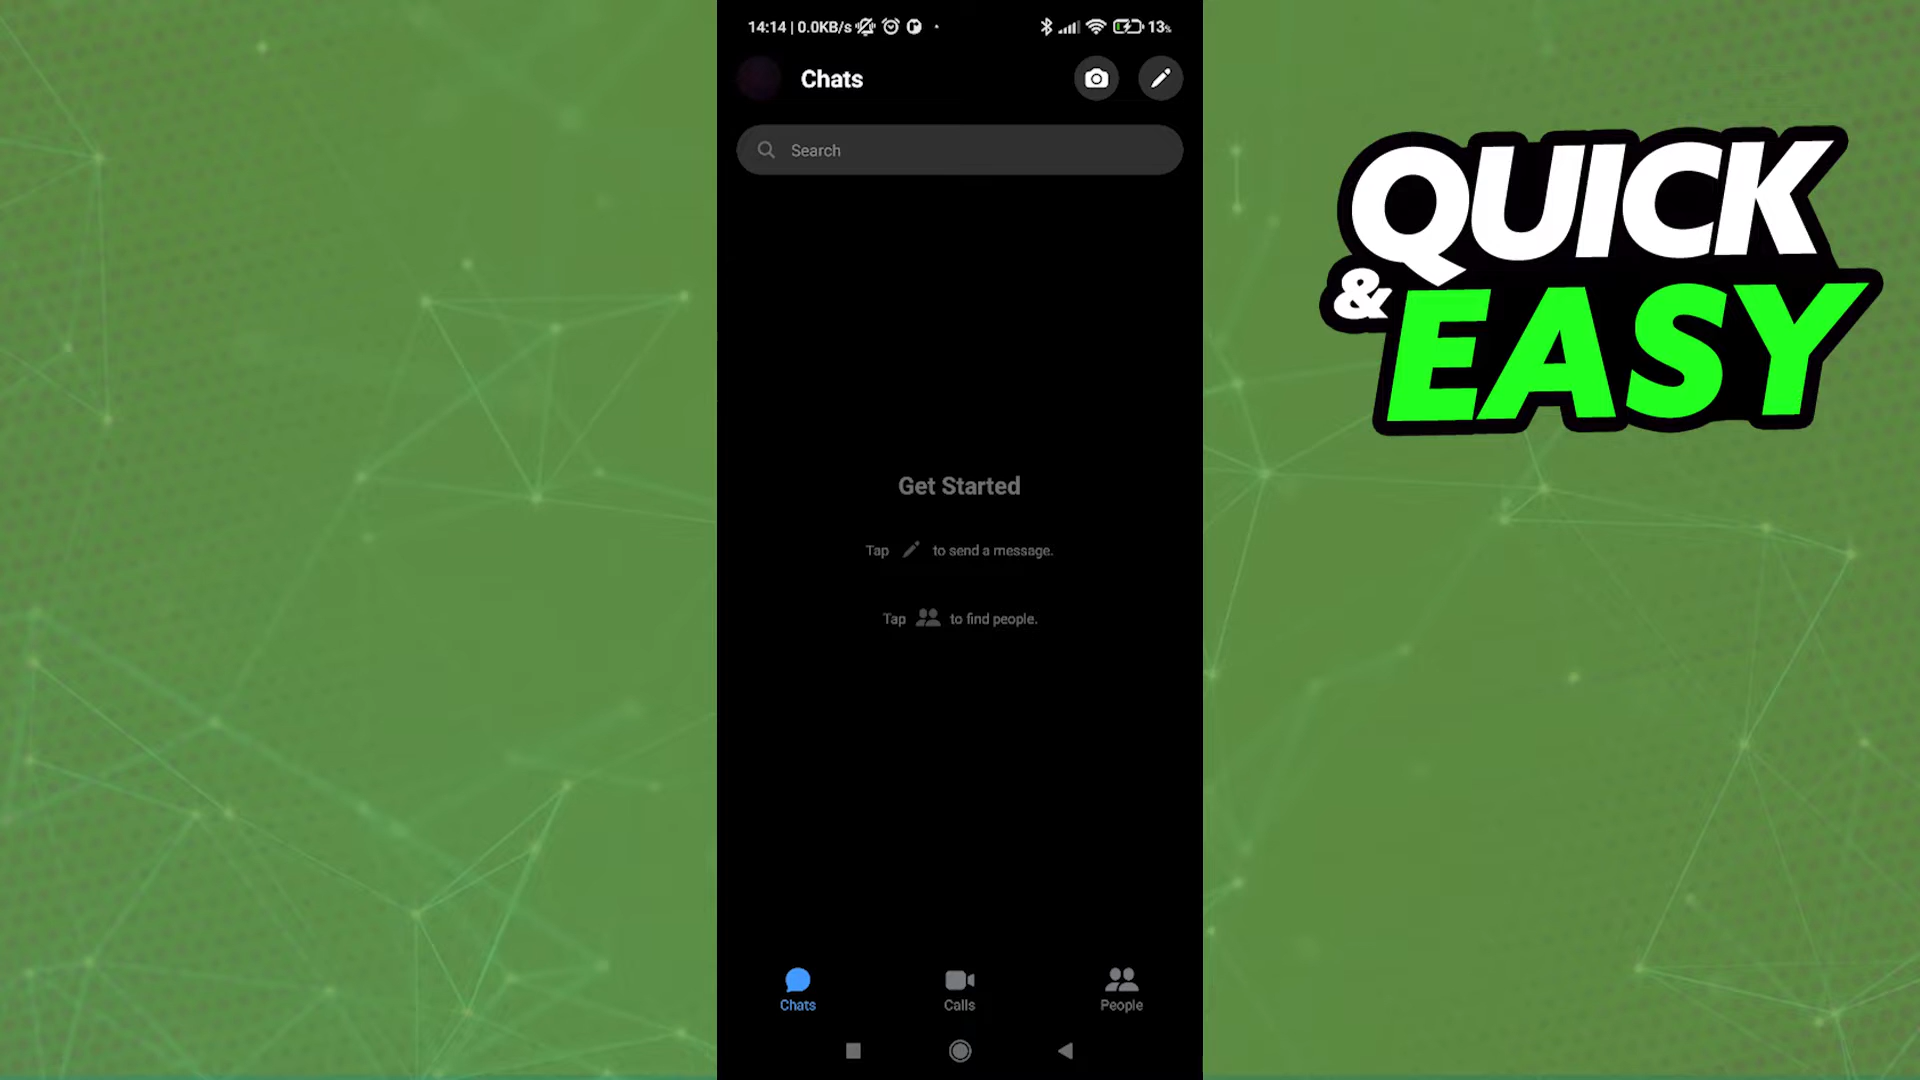 14:14 | 0.0KB/s
13%
Chats
Search
QUICK
& EASY
Get Started
Tap to send a message.
Tap to find people.
Chats
Calls
People